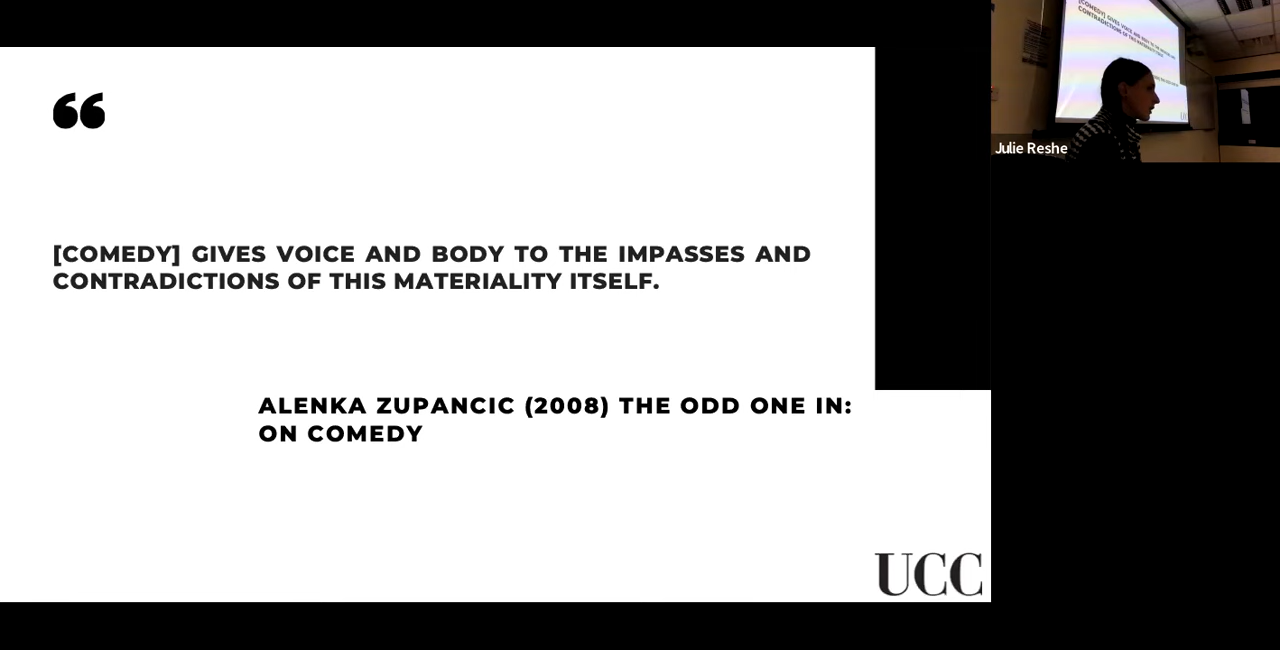 ❝
[COMEDY] GIVES VOICE AND BODY TO THE IMPASSES AND
CONTRADICTIONS OF THIS MATERIALITY ITSELF.
ALENKA ZUPANCIC (2008) THE ODD ONE IN:
ON COMEDY
UCC
Julie Reshe